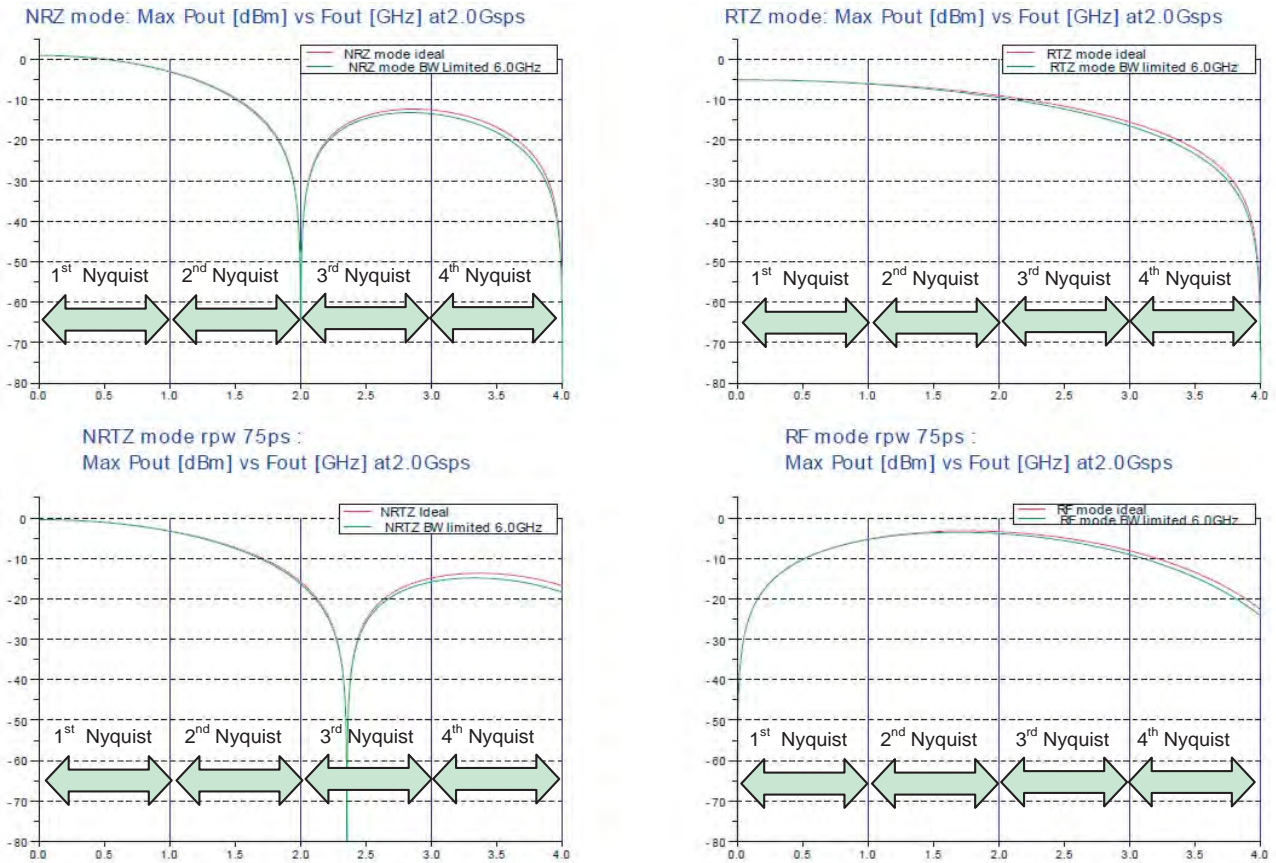 NRZ mode: Max Pout [dBm] vs Fout [GHz] at2.0Gsps
NRZ mode ideal
NRZ mode BW Limited 6.0GHz
0
-10
-20
-30
-40
-50
-60
-70
-80
1st Nyquist
2nd Nyquist
3rd Nyquist
4th Nyquist
0.0 0.5 1.0 1.5 2.0 2.5 3.0 3.5 4.0
RTZ mode: Max Pout [dBm] vs Fout [GHz] at2.0Gsps
RTZ mode ideal
RTZ mode BW limited 6.0GHz
0
-10
-20
-30
-40
-50
-60
-70
-80
1st Nyquist
2nd Nyquist
3rd Nyquist
4th Nyquist
0.0 0.5 1.0 1.5 2.0 2.5 3.0 3.5 4.0
NRTZ mode rpw 75ps :
Max Pout [dBm] vs Fout [GHz] at2.0Gsps
NRTZ Ideal
NRTZ BW limited 6.0GHz
0
-10
-20
-30
-40
-50
-60
-70
-80
1st Nyquist
2nd Nyquist
3rd Nyquist
4th Nyquist
0.0 0.5 1.0 1.5 2.0 2.5 3.0 3.5 4.0
RF mode rpw 75ps :
Max Pout [dBm] vs Fout [GHz] at2.0Gsps
RF mode ideal
RF mode BW limited 6.0GHz
0
-10
-20
-30
-40
-50
-60
-70
-80
1st Nyquist
2nd Nyquist
3rd Nyquist
4th Nyquist
0.0 0.5 1.0 1.5 2.0 2.5 3.0 3.5 4.0